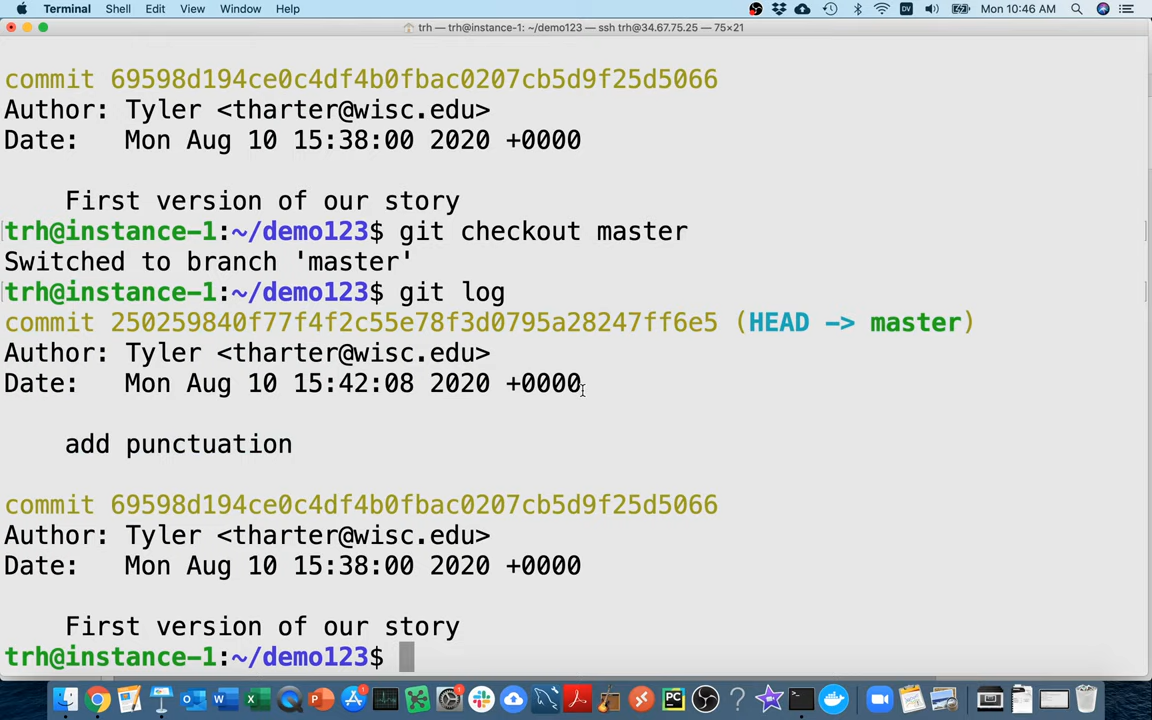 Terminal Shell Edit View Window Help Mon Aug 10:46 AM
trh — trh@instance-1: ~/demo123 — ssh trh@34.67.75.25 — 75×21
commit 69598d194ce0c4df4b0fbac0207cb5d9f25d5066
Author: Tyler <tharter@wisc.edu>
Date:   Mon Aug 10 15:38:00 2020 +0000
    First version of our story
trh@instance-1:~/demo123$ git checkout master
Switched to branch 'master'
trh@instance-1:~/demo123$ git log
commit 250259840f77f4f2c55e78f3d0795a28247ff6e5 (HEAD -> master)
Author: Tyler <tharter@wisc.edu>
Date:   Mon Aug 10 15:42:08 2020 +0000
    add punctuation
commit 69598d194ce0c4df4b0fbac0207cb5d9f25d5066
Author: Tyler <tharter@wisc.edu>
Date:   Mon Aug 10 15:38:00 2020 +0000
    First version of our story
trh@instance-1:~/demo123$